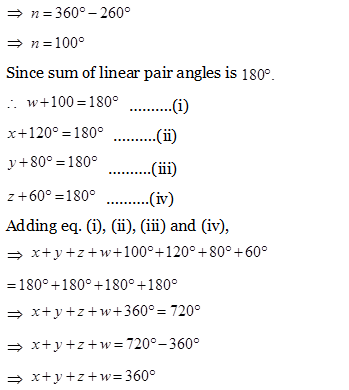 ⇒ n = 360° − 260°
⇒ n = 100°
Since sum of linear pair angles is 180°.
∴ w+100 = 180° ..........(i)
x+120° = 180° ..........(ii)
y+80° = 180° ..........(iii)
z+60° = 180° ..........(iv)
Adding eq. (i), (ii), (iii) and (iv),
⇒ x+y+z+w+100°+120°+80°+60°
= 180°+180°+180°+180°
⇒ x+y+z+w+360° = 720°
⇒ x+y+z+w = 720°−360°
⇒ x+y+z+w = 360°